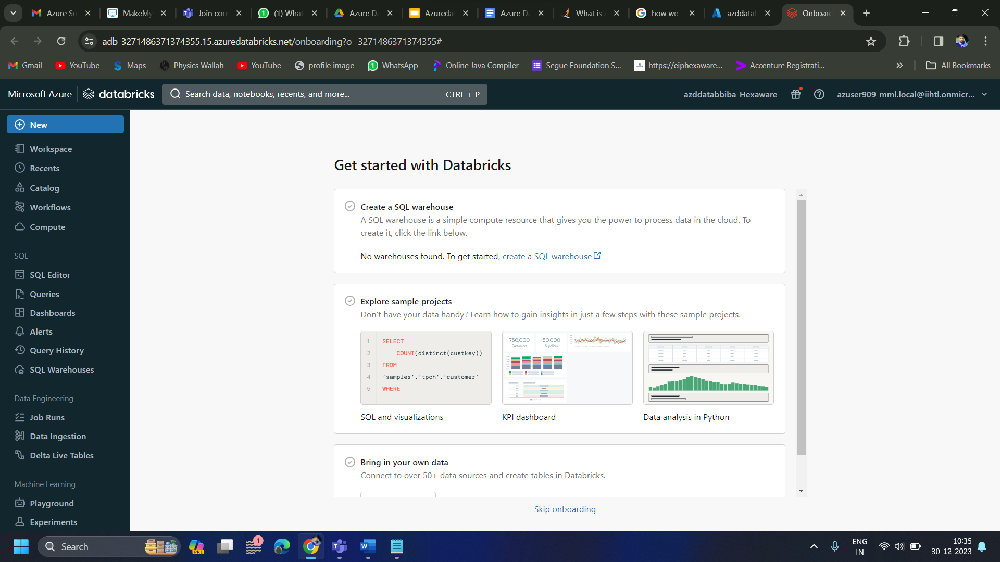 Azure Su
MakeMy
Join con
(1) What
Azure Da
Azuredat
Azure Da
What is
how we
azddatab
Onboard
adb-3271486371374355.15.azuredatabricks.net/onboarding?o=3271486371374355#
Gmail
YouTube
Maps
Physics Wallah
YouTube
profile image
WhatsApp
Online Java Compiler
Segue Foundation S...
https://eiphexaware...
Accenture Registrati...
All Bookmarks
Microsoft Azure
databricks
Search data, notebooks, recents, and more...
CTRL + P
azddatabbiba_Hexaware
azuser909_mml.local@iihtl.onmicr...
New
Workspace
Recents
Catalog
Workflows
Compute
SQL
SQL Editor
Queries
Dashboards
Alerts
Query History
SQL Warehouses
Data Engineering
Job Runs
Data Ingestion
Delta Live Tables
Machine Learning
Playground
Experiments
Get started with Databricks
Create a SQL warehouse
A SQL warehouse is a simple compute resource that gives you the power to process data in the cloud. To
create it, click the link below.
No warehouses found. To get started, create a SQL warehouse
Explore sample projects
Don't have your data handy? Learn how to gain insights in just a few steps with these sample projects.
1 SELECT
2 COUNT(distinct(custkey))
3 FROM
4 ‘samples’.‘tpch’.‘customer’
5 WHERE
750,000
Customers
50,000
Suppliers
SQL and visualizations
KPI dashboard
Data analysis in Python
Bring in your own data
Connect to over 50+ data sources and create tables in Databricks.
Skip onboarding
Search
PRE
1
ENG
IN
10:35
30-12-2023